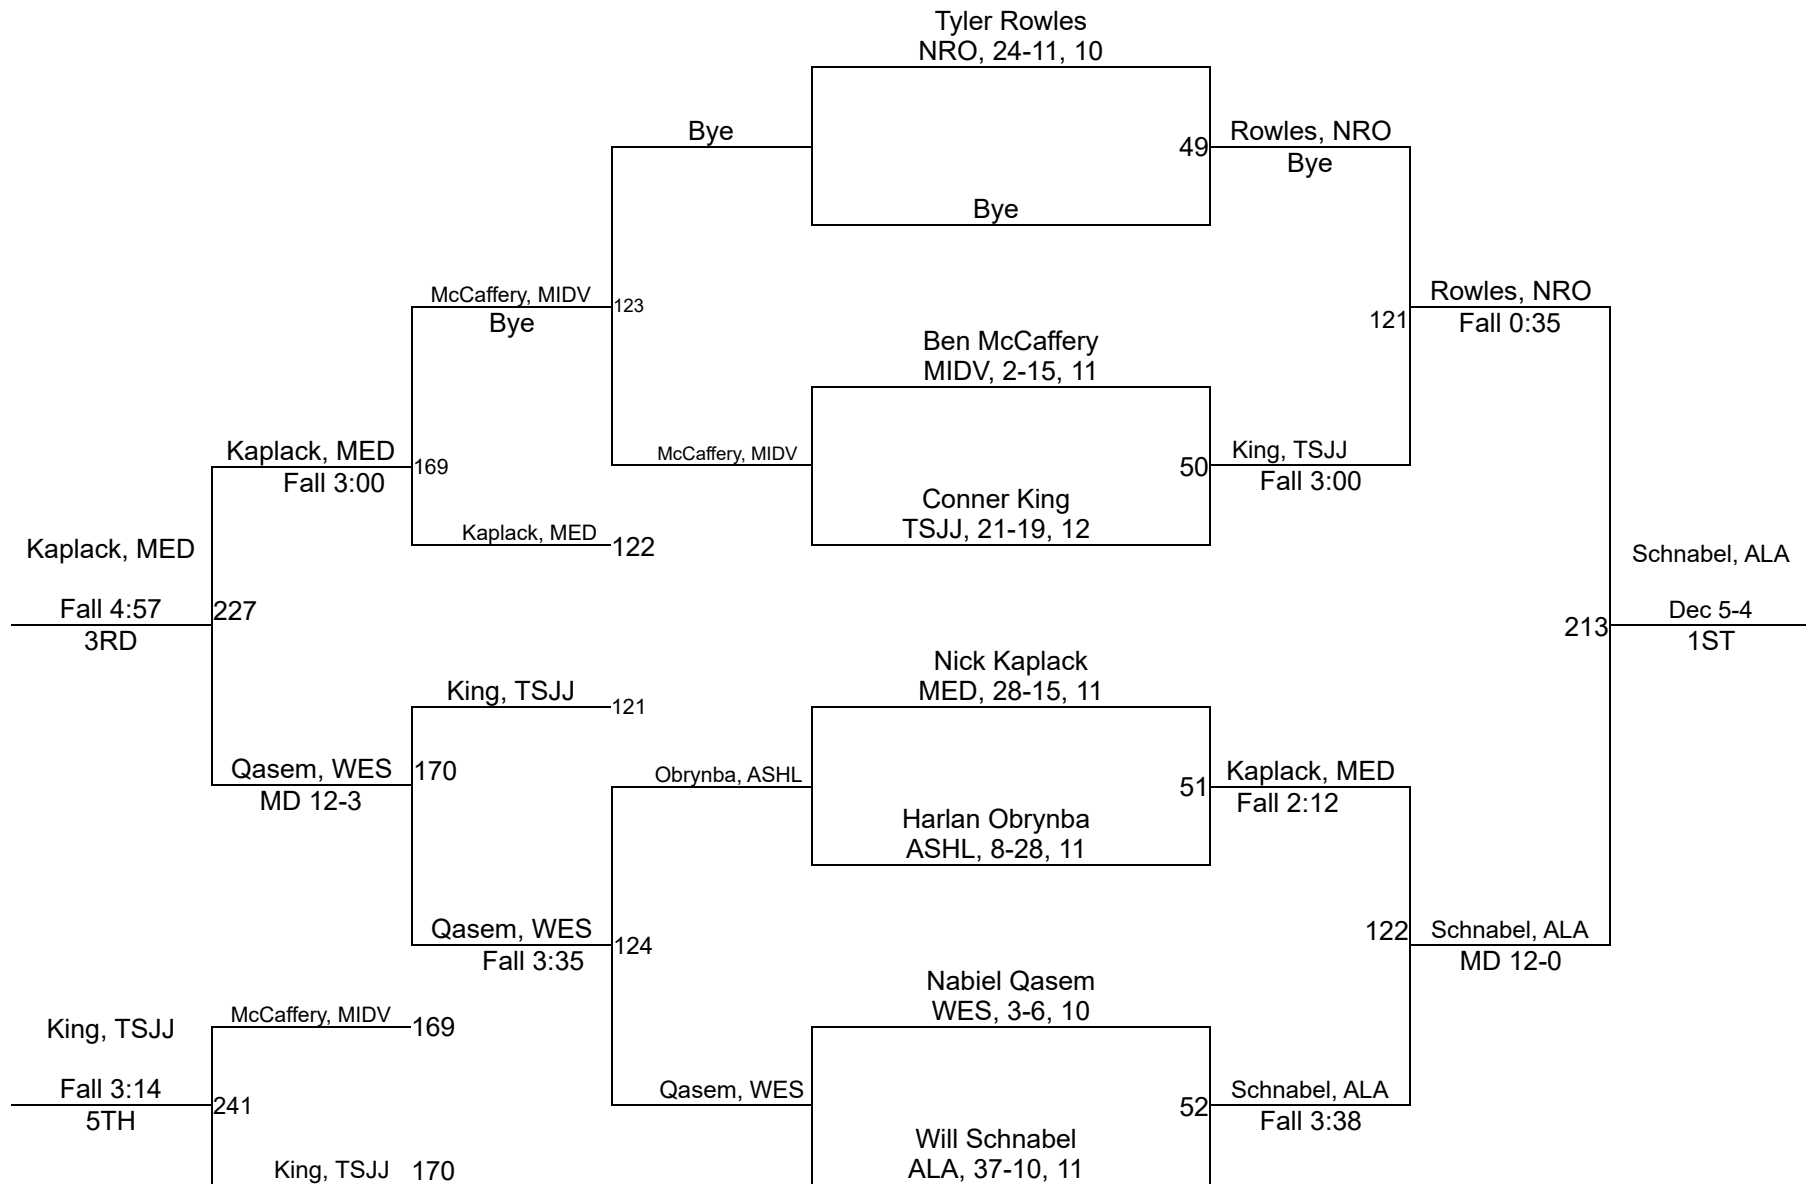 Tyler Rowles
NRO, 24-11, 10
Bye
49
Rowles, NRO
Bye
Bye
McCaffery, MIDV
Bye
123
Rowles, NRO
Fall 0:35
121
Ben McCaffery
MIDV, 2-15, 11
Kaplack, MED
Fall 3:00
169
McCaffery, MIDV
50
King, TSJJ
Fall 3:00
Conner King
TSJJ, 21-19, 12
Kaplack, MED
122
Kaplack, MED
Fall 4:57
3RD
227
Schnabel, ALA
Dec 5-4
1ST
213
Nick Kaplack
MED, 28-15, 11
King, TSJJ
121
Qasem, WES
MD 12-3
170
Obrynba, ASHL
51
Kaplack, MED
Fall 2:12
Harlan Obrynba
ASHL, 8-28, 11
Qasem, WES
Fall 3:35
124
122
Schnabel, ALA
MD 12-0
Nabiel Qasem
WES, 3-6, 10
McCaffery, MIDV
169
King, TSJJ
Fall 3:14
5TH
241
Qasem, WES
52
Schnabel, ALA
Fall 3:38
Will Schnabel
ALA, 37-10, 11
King, TSJJ
170